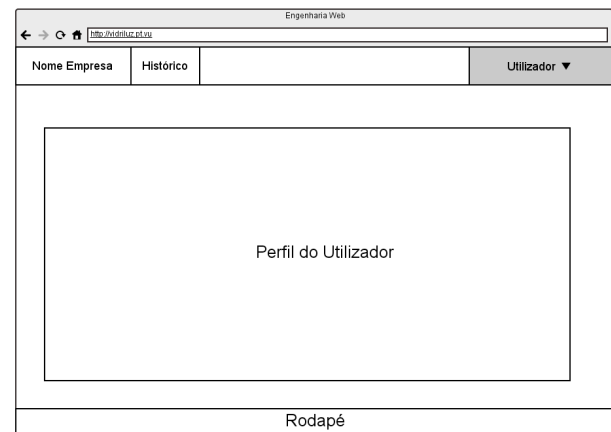 Engenharia Web
http://vidriluz.pt.vu
Nome Empresa Histórico Utilizador ▼
Perfil do Utilizador
Rodapé